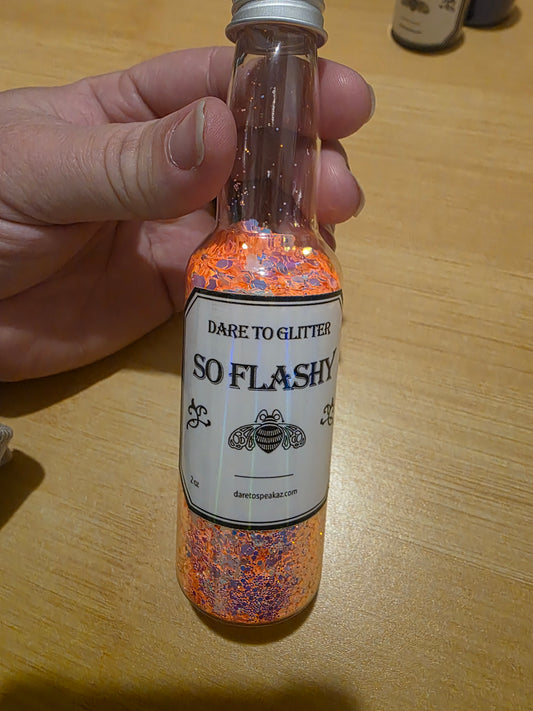 DARE TO GLITTER
SO FLASHY
2 oz
daretospeakaz.com